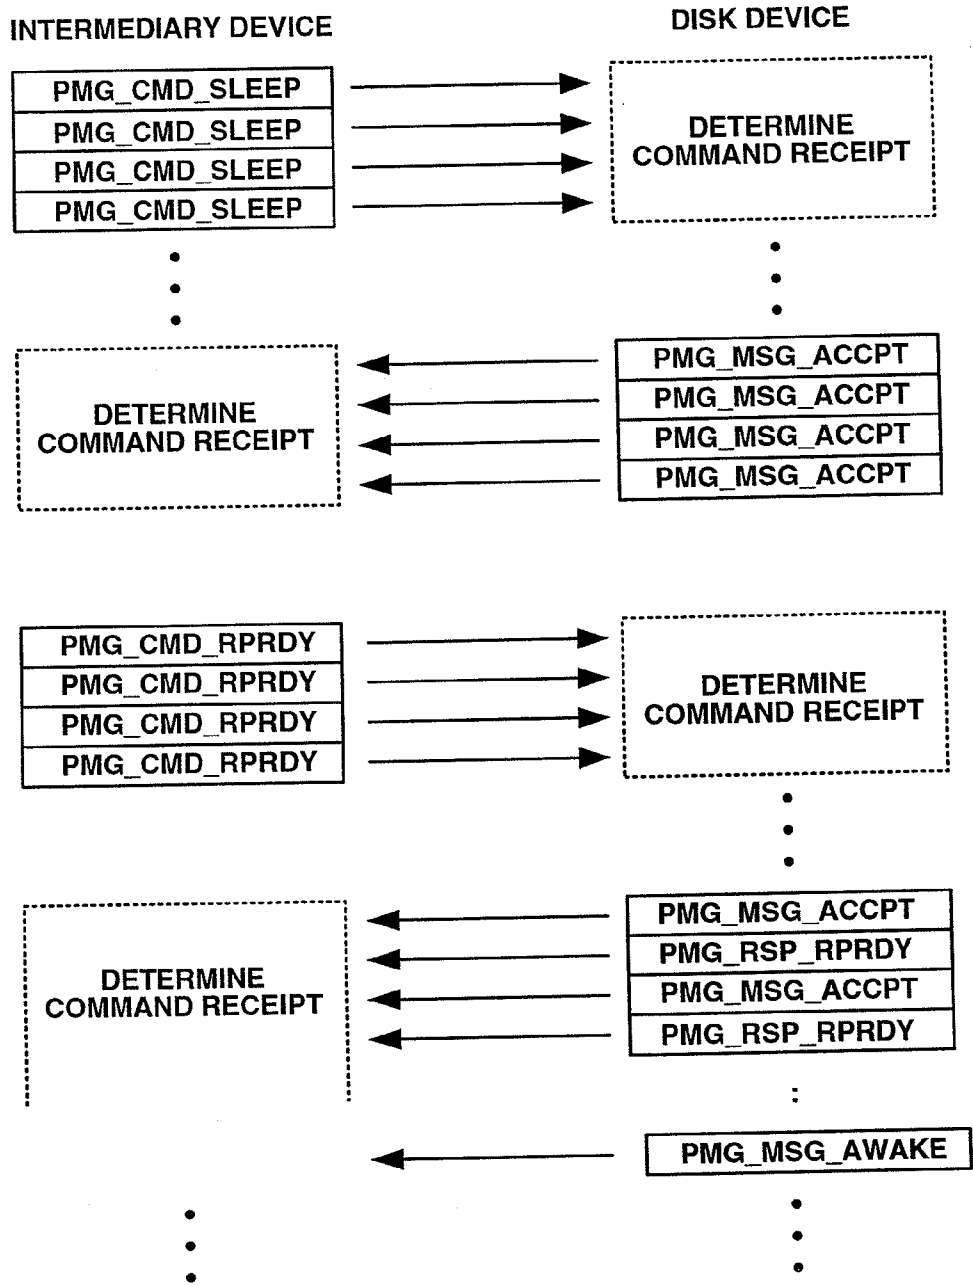 INTERMEDIARY DEVICE
DISK DEVICE
PMG_CMD_SLEEP
PMG_CMD_SLEEP
PMG_CMD_SLEEP
PMG_CMD_SLEEP
DETERMINE
COMMAND RECEIPT
PMG_MSG_ACCPT
PMG_MSG_ACCPT
PMG_MSG_ACCPT
PMG_MSG_ACCPT
DETERMINE
COMMAND RECEIPT
PMG_CMD_RPRDY
PMG_CMD_RPRDY
PMG_CMD_RPRDY
PMG_CMD_RPRDY
DETERMINE
COMMAND RECEIPT
PMG_MSG_ACCPT
PMG_RSP_RPRDY
PMG_MSG_ACCPT
PMG_RSP_RPRDY
DETERMINE
COMMAND RECEIPT
PMG_MSG_AWAKE